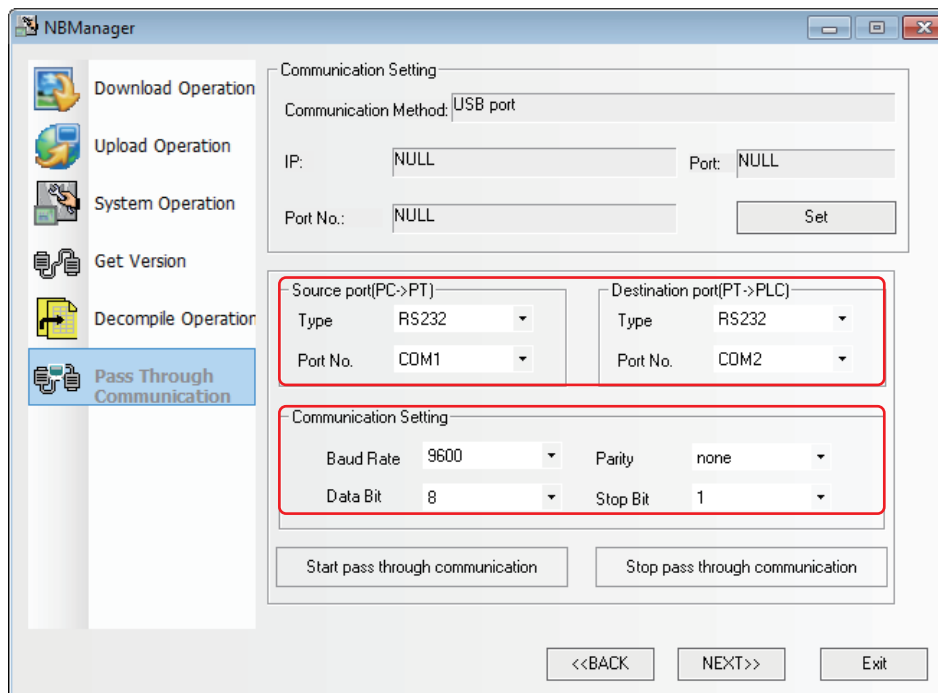 NBManager
Download Operation
Upload Operation
System Operation
Get Version
Decompile Operation
Pass Through
Communication
Communication Setting
Communication Method: USB port
IP: NULL Port: NULL
Port No.: NULL Set
Source port(PC->PT) Destination port(PT->PLC)
Type RS232 Type RS232
Port No. COM1 Port No. COM2
Communication Setting
Baud Rate 9600 Parity none
Data Bit 8 Stop Bit 1
Start pass through communication Stop pass through communication
<<BACK NEXT>> Exit